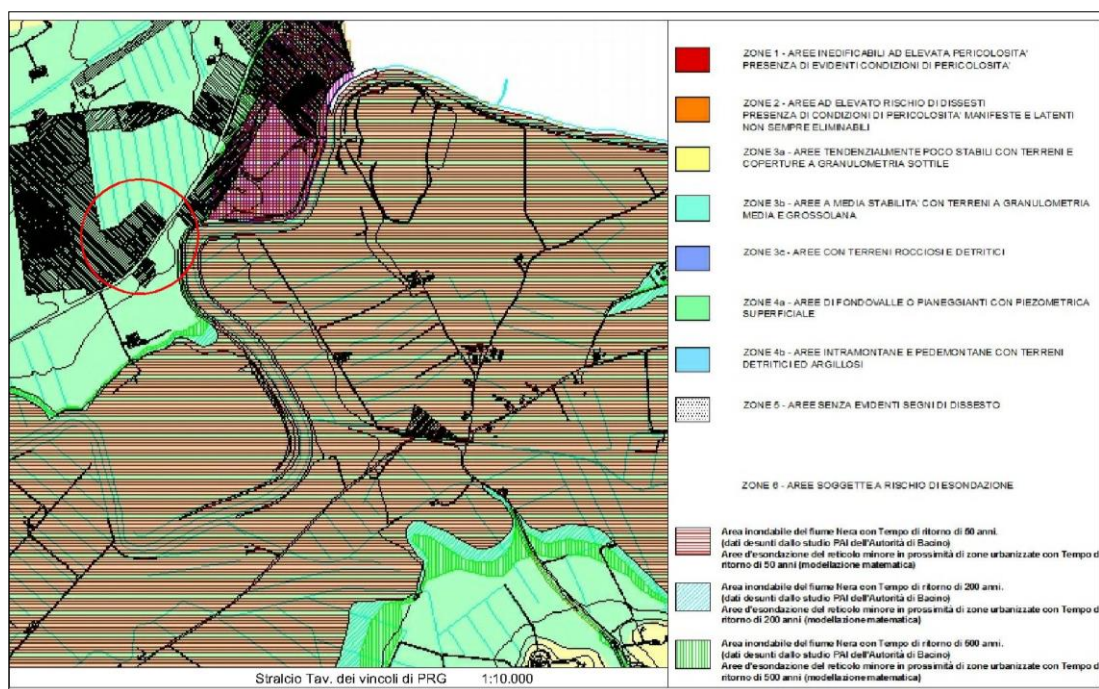 ZONE 1 - AREE INEDIFICABILI AD ELEVATA PERICOLOSITA'
PRESENZA DI EVIDENTI CONDIZIONI DI PERICOLOSITA'
ZONE 2 - AREE AD ELEVATO RISCHIO DI DISSESTI
PRESENZA DI CONDIZIONI DI PERICOLOSITA' MANIFESTE E LATENTI
NON SEMPRE ELIMINABILI
ZONE 3a - AREE TENDENZIALMENTE POCO STABILI CON TERRENI E
COPERTURE A GRANULOMETRIA SOTTILE
ZONE 3b - AREE A MEDIA STABILITA' CON TERRENI A GRANULOMETRIA
MEDIA E GROSSOLANA
ZONE 3c - AREE CON TERRENI ROCCIOSI E DETRITICI
ZONE 4a - AREE DI FONDOVALLE O PIANEGGIANTI CON PIEZOMETRICA
SUPERFICIALE
ZONE 4b - AREE INTRAMONTANE E PEDEMONTANE CON TERRENI
DETRITICI ED ARGILLOSI
ZONE 5 - AREE SENZA EVIDENTI SEGNI DI DISSESTO
ZONE 6 - AREE SOGGETTE A RISCHIO DI ESONDAZIONE
Area inondabile del fiume Nera con Tempo di ritorno di 50 anni.
(dati desunti dallo studio PAI dell'Autorità di Bacino)
Aree d'esondazione del reticolo minore in prossimità di zone urbanizzate con Tempo d
ritorno di 50 anni (modellazione matematica)
Area inondabile del fiume Nera con Tempo di ritorno di 200 anni.
(dati desunti dallo studio PAI dell'Autorità di Bacino)
Aree d'esondazione del reticolo minore in prossimità di zone urbanizzate con Tempo d
ritorno di 200 anni (modellazione matematica)
Area inondabile del fiume Nera con Tempo di ritorno di 500 anni.
(dati desunti dallo studio PAI dell'Autorità di Bacino)
Aree d'esondazione del reticolo minore in prossimità di zone urbanizzate con Tempo d
ritorno di 500 anni (modellazione matematica)
Stralcio Tav. dei vincoli di PRG 1:10.000